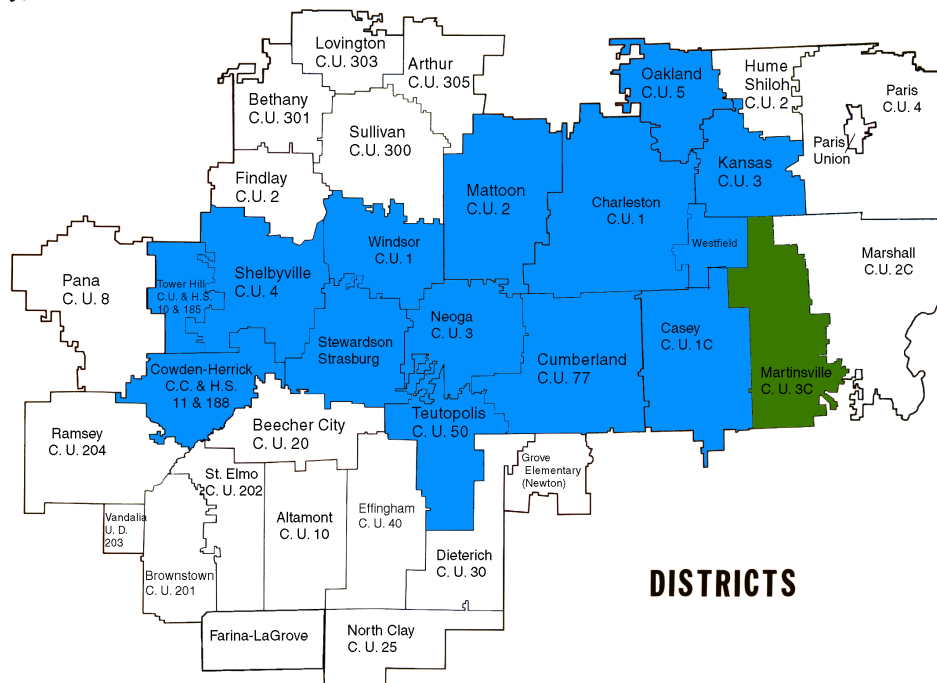 y,
Lovington
C.U. 303
Arthur
C.U. 305
Bethany
C.U. 301
Sullivan
C.U. 300
Findlay
C.U. 2
Oakland
C.U. 5
Hume
Shiloh
C.U. 2
Paris
C.U. 4
Paris
Union
Kansas
C.U. 3
Mattoon
C.U. 2
Charleston
C.U. 1
Westfield
Marshall
C.U. 2C
Windsor
C.U. 1
Shelbyville
C.U. 4
Pana
C. U. 8
Tower Hill
C.U. & H.S.
10 & 185
Neoga
C. U. 3
Stewardson
Strasburg
Casey
C. U. 1C
Cumberland
C.U. 77
Martinsville
C. U. 3C
Cowden-Herrick
C.C. & H.S.
11 & 188
Teutopolis
C.U. 50
Beecher City
C. U. 20
Ramsey
C.U. 204
Grove
Elementary
(Newton)
St. Elmo
C. U. 202
Effingham
C.U. 40
Altamont
C. U. 10
Vandalia
U. D.
203
Dieterich
C.U. 30
Brownstown
C. U. 201
DISTRICTS
Farina-LaGrove
North Clay
C.U. 25